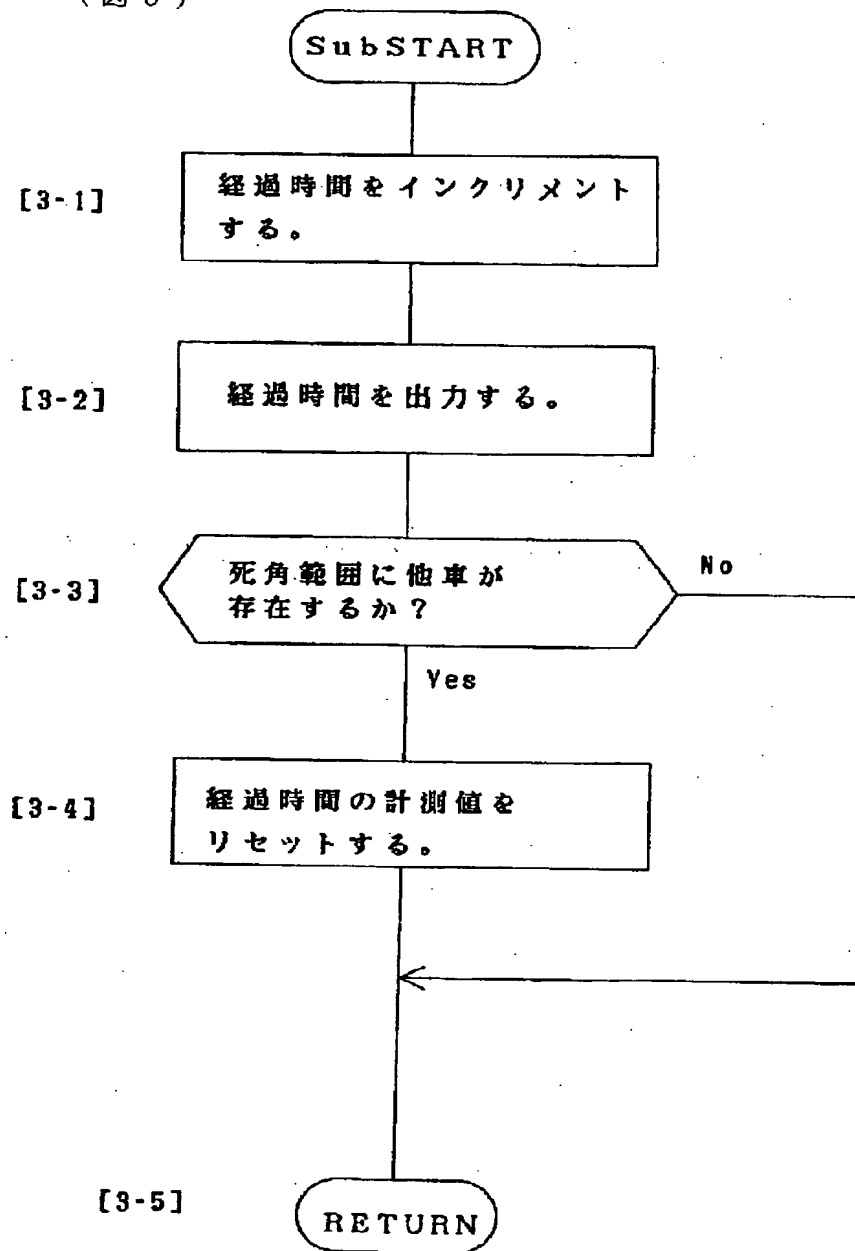 SubSTART
[3-1]
経過時間をインクリメント
する。
[3-2]
経過時間を出力する。
[3-3]
死角範囲に他車が
存在するか?
No
Yes
[3-4]
経過時間の計測値を
リセットする。
[3-5]
RETURN